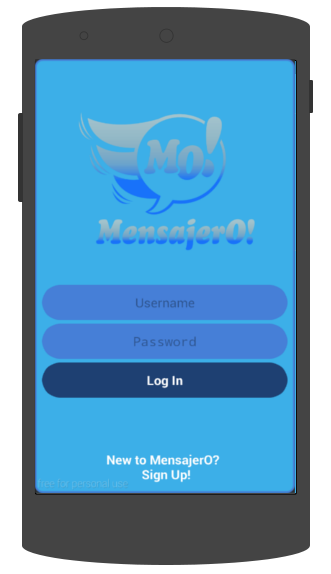 MO!
MensajerO!
Username
Password
Log In
New to MensajerO?
Sign Up!
free for personal use